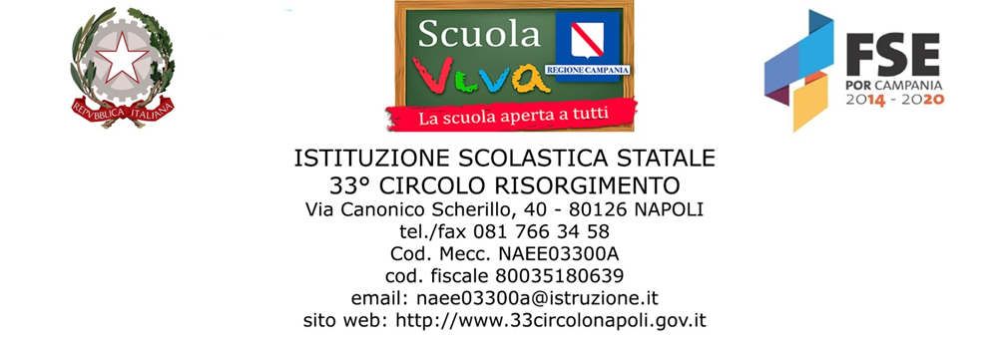 REPVBBLICA ITALIANA
Scuola
viva
REGIONE CAMPANIA
La scuola aperta a tutti
FSE
POR CAMPANIA
2014 - 2020
ISTITUZIONE SCOLASTICA STATALE
33° CIRCOLO RISORGIMENTO
Via Canonico Scherillo, 40 - 80126 NAPOLI
tel./fax 081 766 34 58
Cod. Mecc. NAEE03300A
cod. fiscale 80035180639
email: naee03300a@istruzione.it
sito web: http://www.33circolonapoli.gov.it